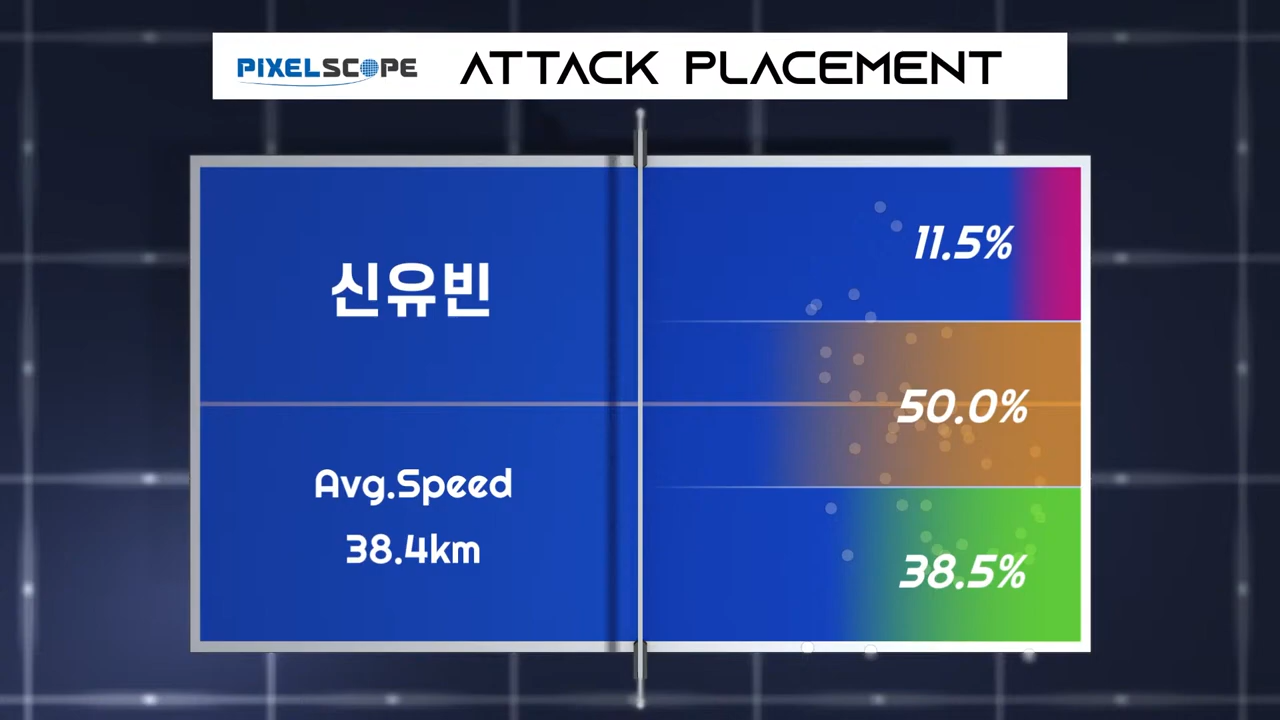 PIXELSCOPE
ATTACK PLACEMENT
신유빈
Avg.Speed
38.4km
11.5%
50.0%
38.5%